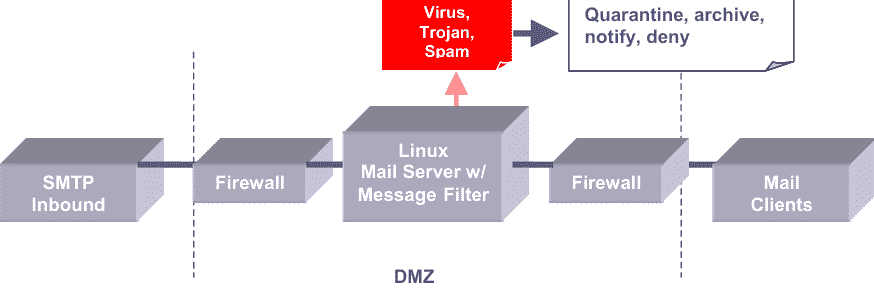 Virus,
Trojan,
Spam
Quarantine, archive,
notify, deny
SMTP
Inbound
Firewall
Linux
Mail Server w/
Message Filter
Firewall
Mail
Clients
DMZ